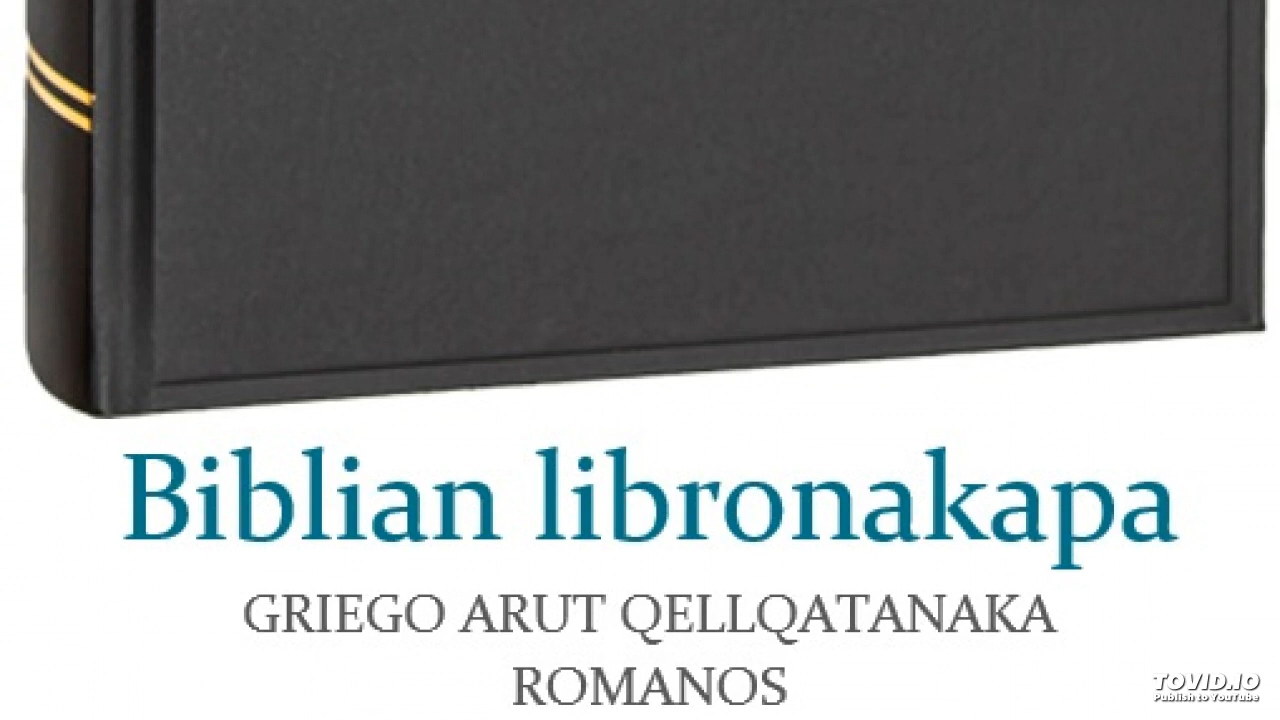 Biblian libronakapa
GRIEGO ARUT QELLQATANAKA
ROMANOS
TOVID.IO
Publish to YouTube